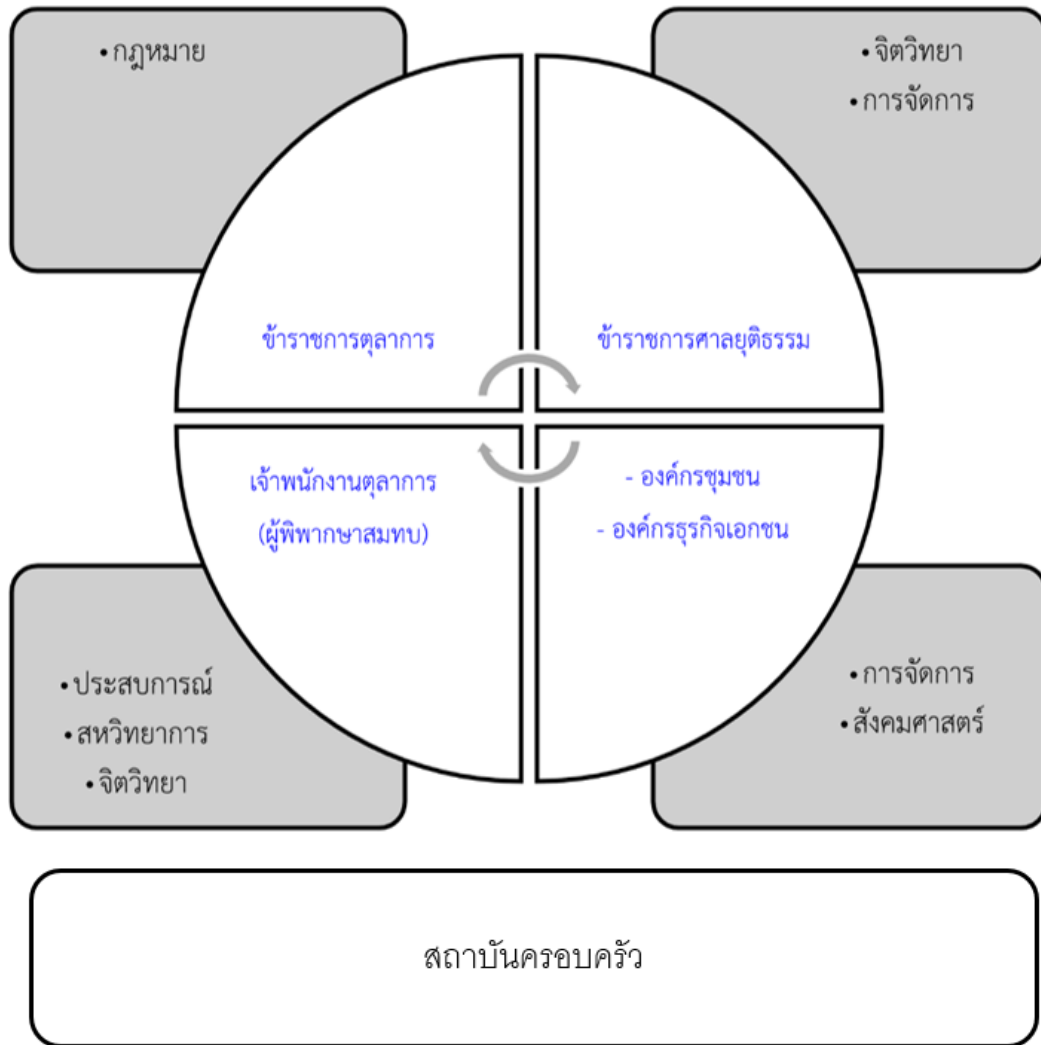 •กฎหมาย
•จิตวิทยา
•การจัดการ
ข้าราชการตุลาการ
ข้าราชการศาลยุติธรรม
เจ้าพนักงานตุลาการ
(ผู้พิพากษาสมทบ)
- องค์กรชุมชน
- องค์กรธุรกิจเอกชน
•ประสบการณ์
•สหวิทยาการ
•จิตวิทยา
•การจัดการ
•สังคมศาสตร์
สถาบันครอบครัว